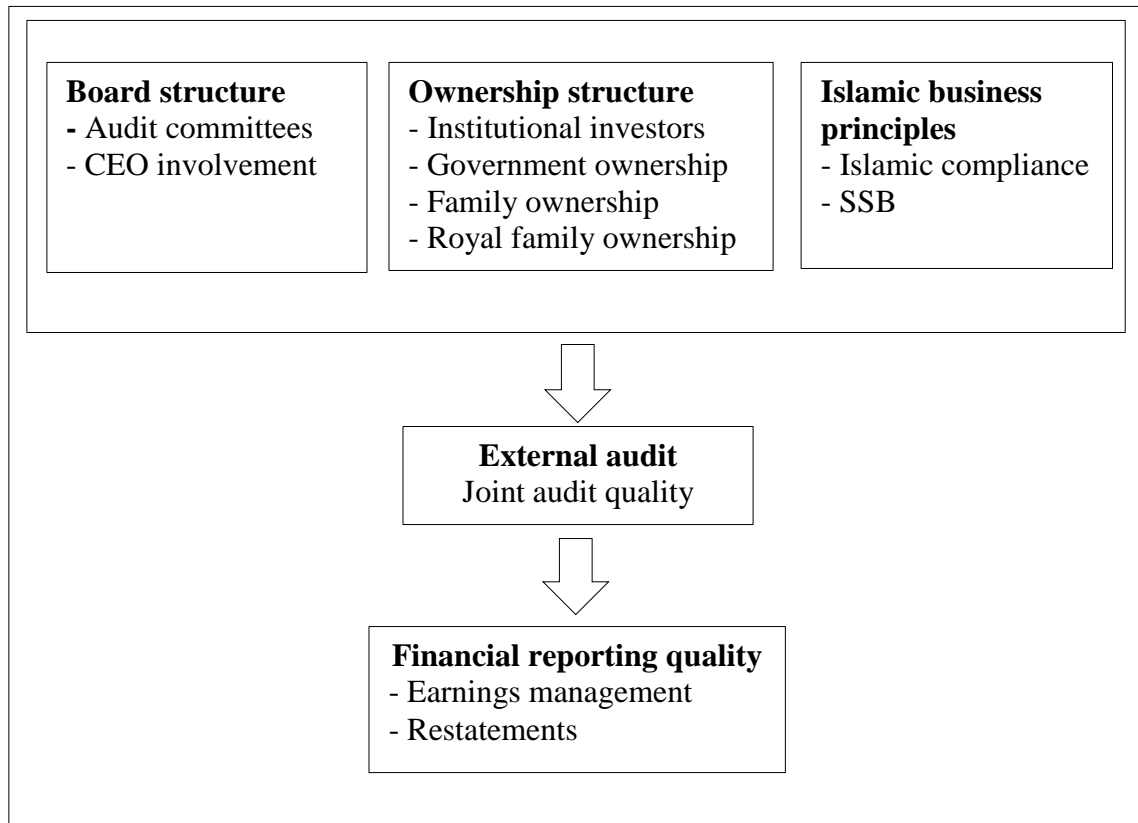 Board structure
- Audit committees
- CEO involvement
Ownership structure
- Institutional investors
- Government ownership
- Family ownership
- Royal family ownership
Islamic business
principles
- Islamic compliance
- SSB
External audit
Joint audit quality
Financial reporting quality
- Earnings management
- Restatements